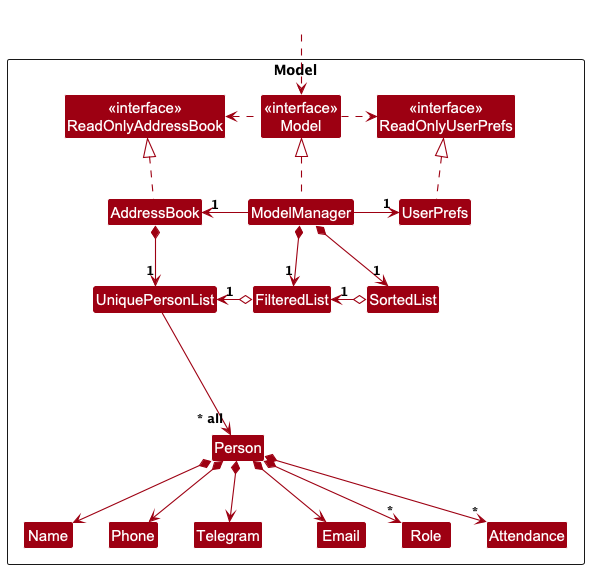 Model
«interface»
ReadOnlyAddressBook
«interface»
Model
«interface»
ReadOnlyUserPrefs
AddressBook
1
ModelManager
1
UserPrefs
1
1
1
UniquePersonList
1
FilteredList
1
SortedList
* all
Person
*
*
Name
Phone
Telegram
Email
Role
Attendance